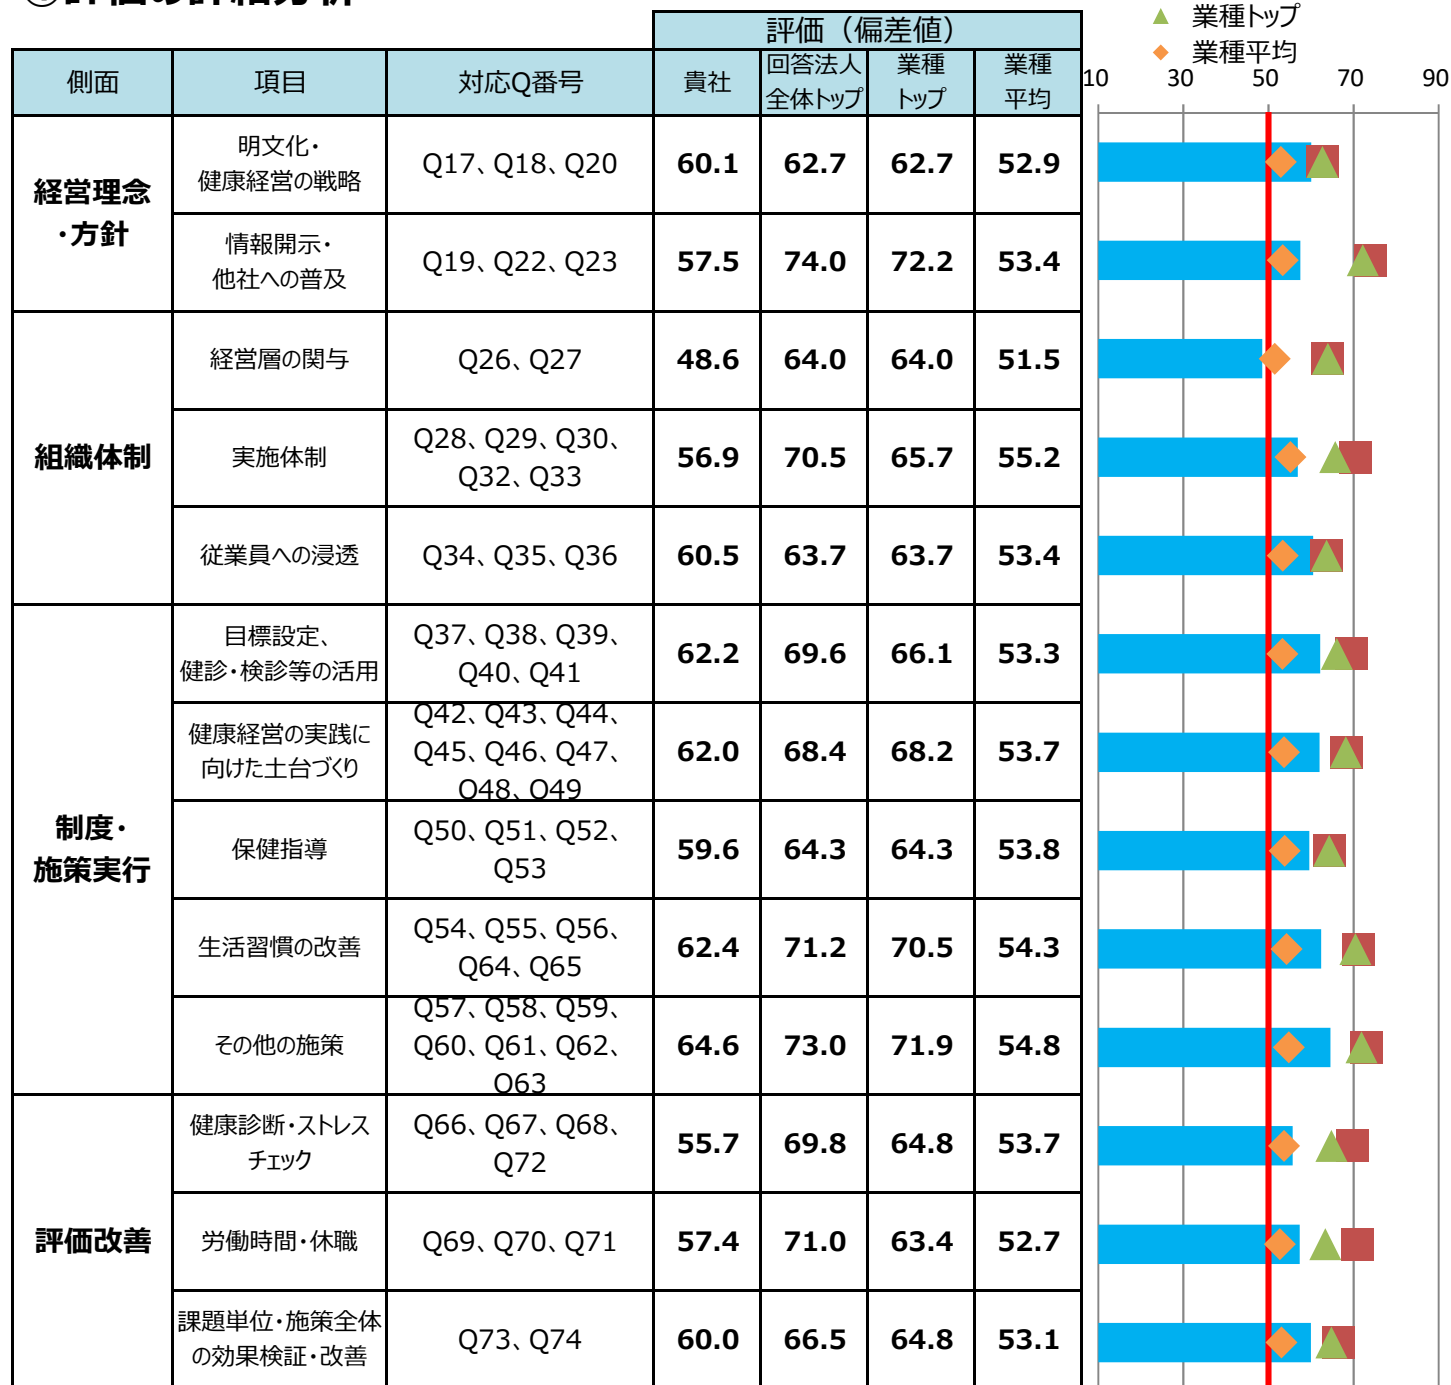 ③評価の詳細分析
▲ 業種トップ
◆ 業種平均
評価（偏差値）
側面 項目 対応Q番号 貴社 回答法人全体トップ 業種トップ 業種平均
10 30 50 70 90
経営理念・方針
明文化・健康経営の戦略 Q17、Q18、Q20 60.1 62.7 62.7 52.9
情報開示・他社への普及 Q19、Q22、Q23 57.5 74.0 72.2 53.4
組織体制
経営層の関与 Q26、Q27 48.6 64.0 64.0 51.5
実施体制 Q28、Q29、Q30、Q32、Q33 56.9 70.5 65.7 55.2
従業員への浸透 Q34、Q35、Q36 60.5 63.7 63.7 53.4
制度・施策実行
目標設定、健診・検診等の活用 Q37、Q38、Q39、Q40、Q41 62.2 69.6 66.1 53.3
健康経営の実践に向けた土台づくり Q42、Q43、Q44、Q45、Q46、Q47、Q48、Q49 62.0 68.4 68.2 53.7
保健指導 Q50、Q51、Q52、Q53 59.6 64.3 64.3 53.8
生活習慣の改善 Q54、Q55、Q56、Q64、Q65 62.4 71.2 70.5 54.3
その他の施策 Q57、Q58、Q59、Q60、Q61、Q62、Q63 64.6 73.0 71.9 54.8
評価改善
健康診断・ストレスチェック Q66、Q67、Q68、Q72 55.7 69.8 64.8 53.7
労働時間・休職 Q69、Q70、Q71 57.4 71.0 63.4 52.7
課題単位・施策全体の効果検証・改善 Q73、Q74 60.0 66.5 64.8 53.1